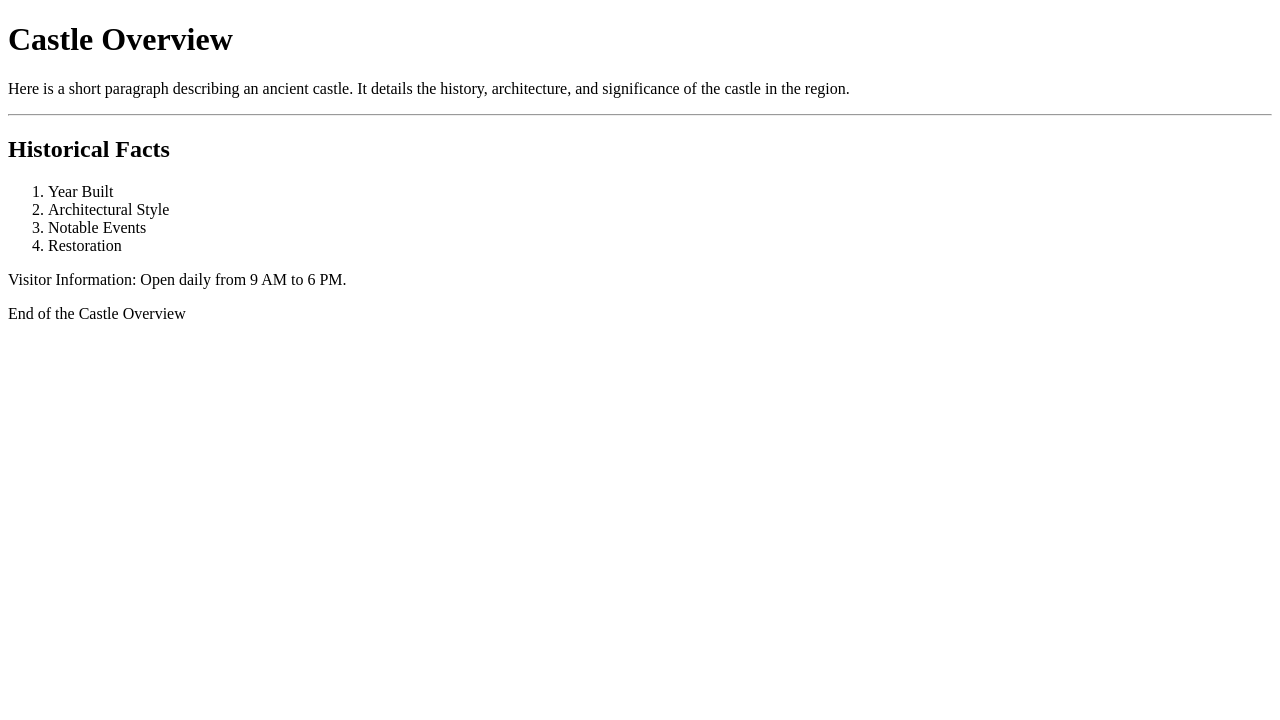 Castle Overview
Here is a short paragraph describing an ancient castle. It details the history, architecture, and significance of the castle in the region.
Historical Facts
1. Year Built
2. Architectural Style
3. Notable Events
4. Restoration
Visitor Information: Open daily from 9 AM to 6 PM.
End of the Castle Overview